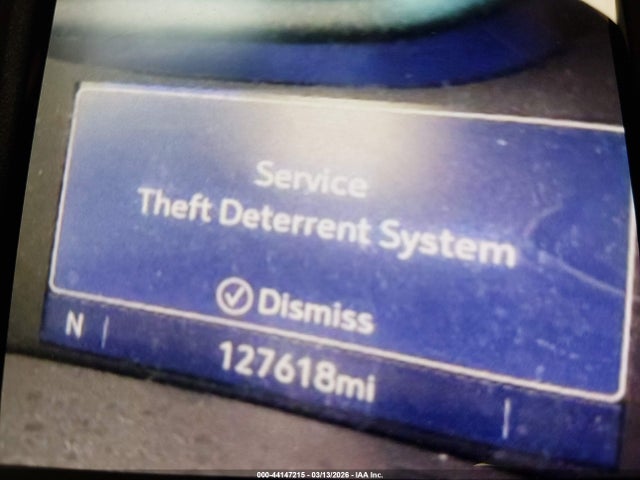 Service
Theft Deterrent System
Dismiss
N
127618mi
000-44147215 - 03/13/2026 - IAA Inc.